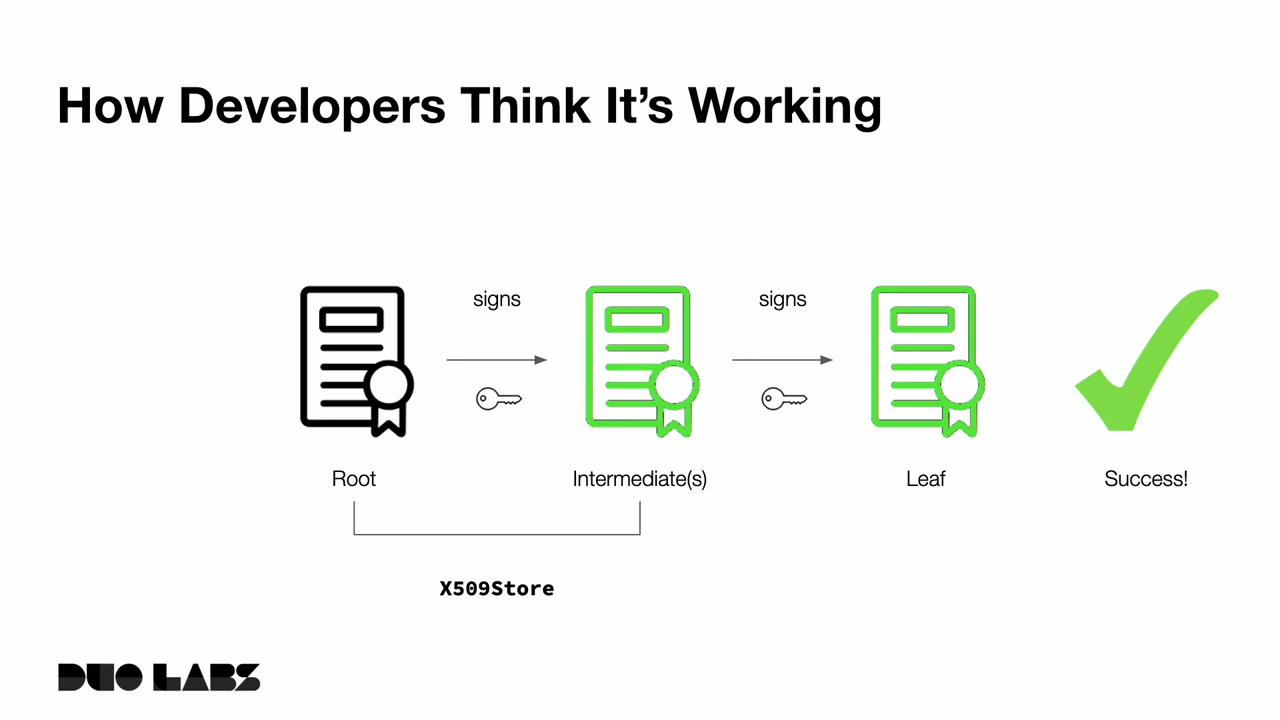 How Developers Think It’s Working
signs
signs
Root
Intermediate(s)
Leaf
Success!
X509Store
DUO LABS